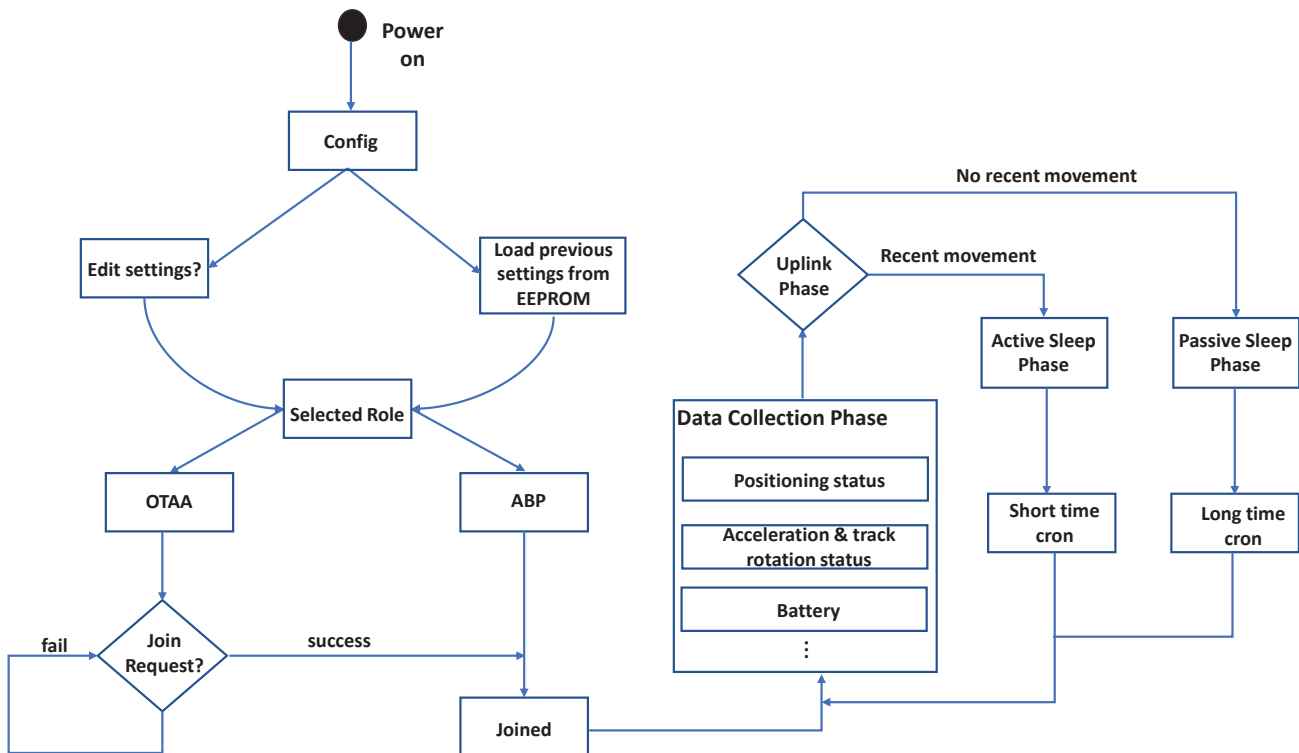 Power
on
Config
Edit settings?
Load previous
settings from
EEPROM
Selected Role
OTAA
ABP
Join
Request?
fail
success
Joined
Data Collection Phase
Positioning status
Acceleration & track
rotation status
Battery
...
Uplink
Phase
No recent movement
Recent movement
Active Sleep
Phase
Passive Sleep
Phase
Short time
cron
Long time
cron